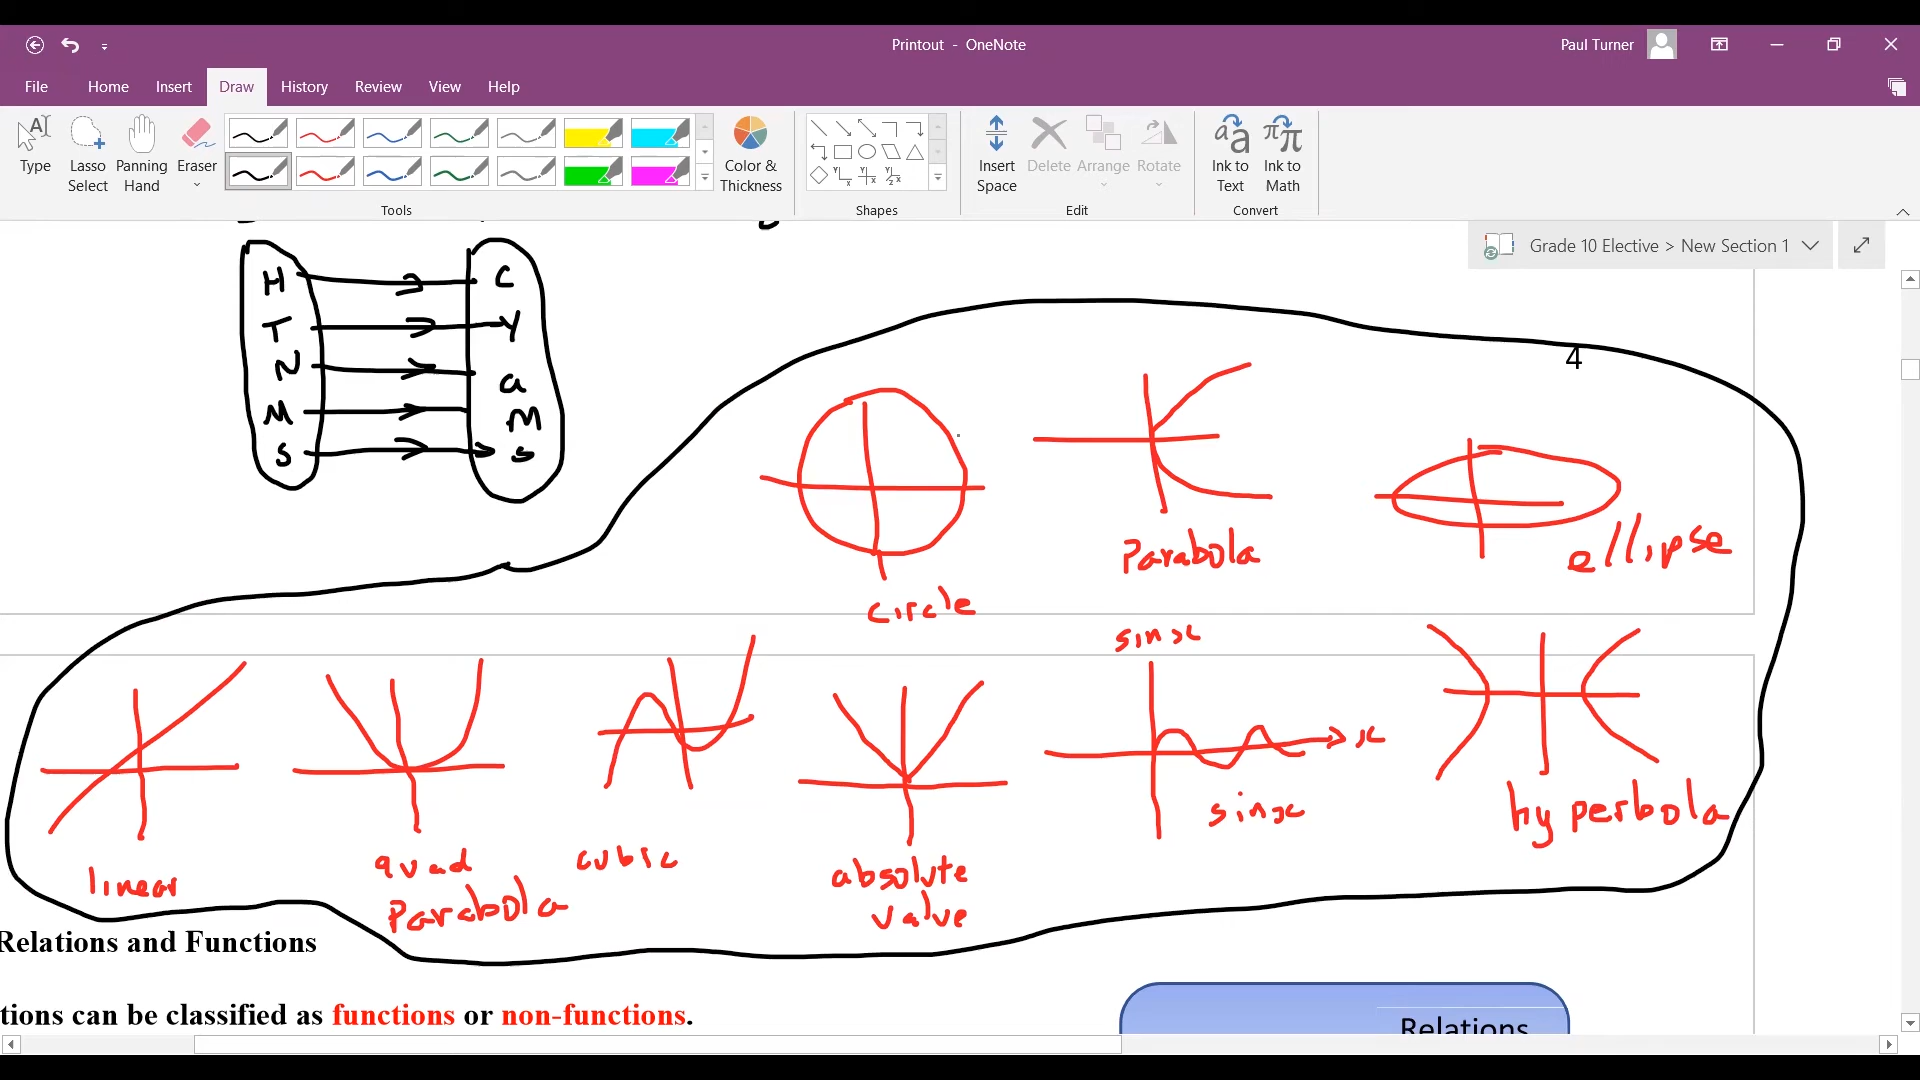 Printout - OneNote
Paul Turner
File Home Insert Draw History Review View Help
Type
Lasso Select
Panning Hand
Eraser
Color & Thickness
Insert Space
Delete
Arrange
Rotate
Ink to Text
Ink to Math
Tools
Shapes
Edit
Convert
Grade 10 Elective > New Section 1
H C
T Y
N a
M M
S S
4
circle
Parabola
ellipse
sin x
x
linear
quad
Parabola
cubic
absolute
value
sin x
hyperbola
Relations and Functions
tions can be classified as functions or non-functions.
Relations